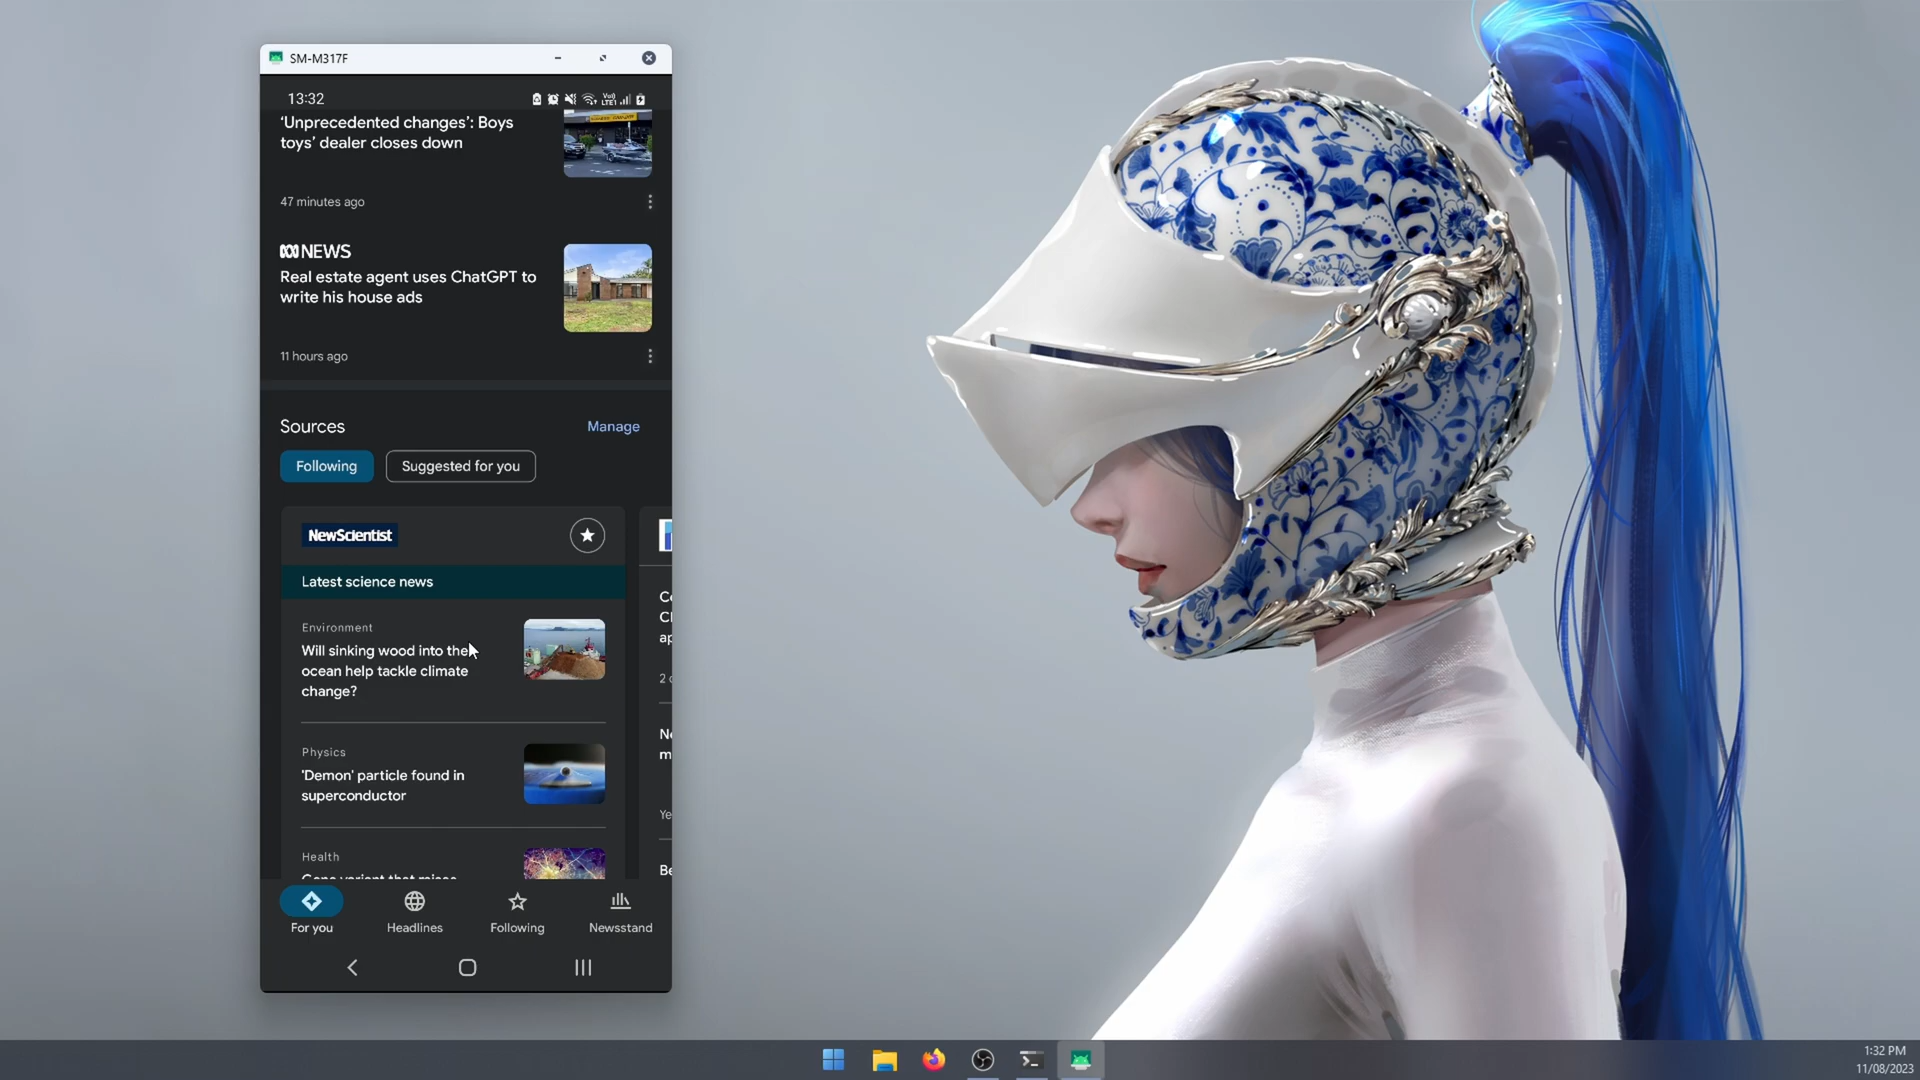 SM-M317F
13:32
Vo))
LTE1
‘Unprecedented changes’: Boys
toys’ dealer closes down
47 minutes ago
NEWS
Real estate agent uses ChatGPT to
write his house ads
11 hours ago
Sources
Manage
Following
Suggested for you
NewScientist
Latest science news
Environment
Will sinking wood into the
ocean help tackle climate
change?
Physics
'Demon' particle found in
superconductor
Health
For you
Headlines
Following
Newsstand
1:32 PM
11/08/2023